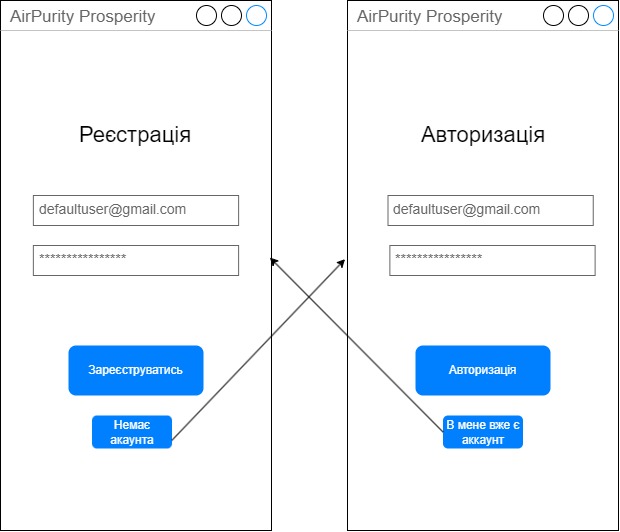 AirPurity Prosperity
Реєстрація
defaultuser@gmail.com
****************
Зареєструватись
Немає
акаунта
AirPurity Prosperity
Авторизація
defaultuser@gmail.com
****************
Авторизація
В мене вже є
аккаунт